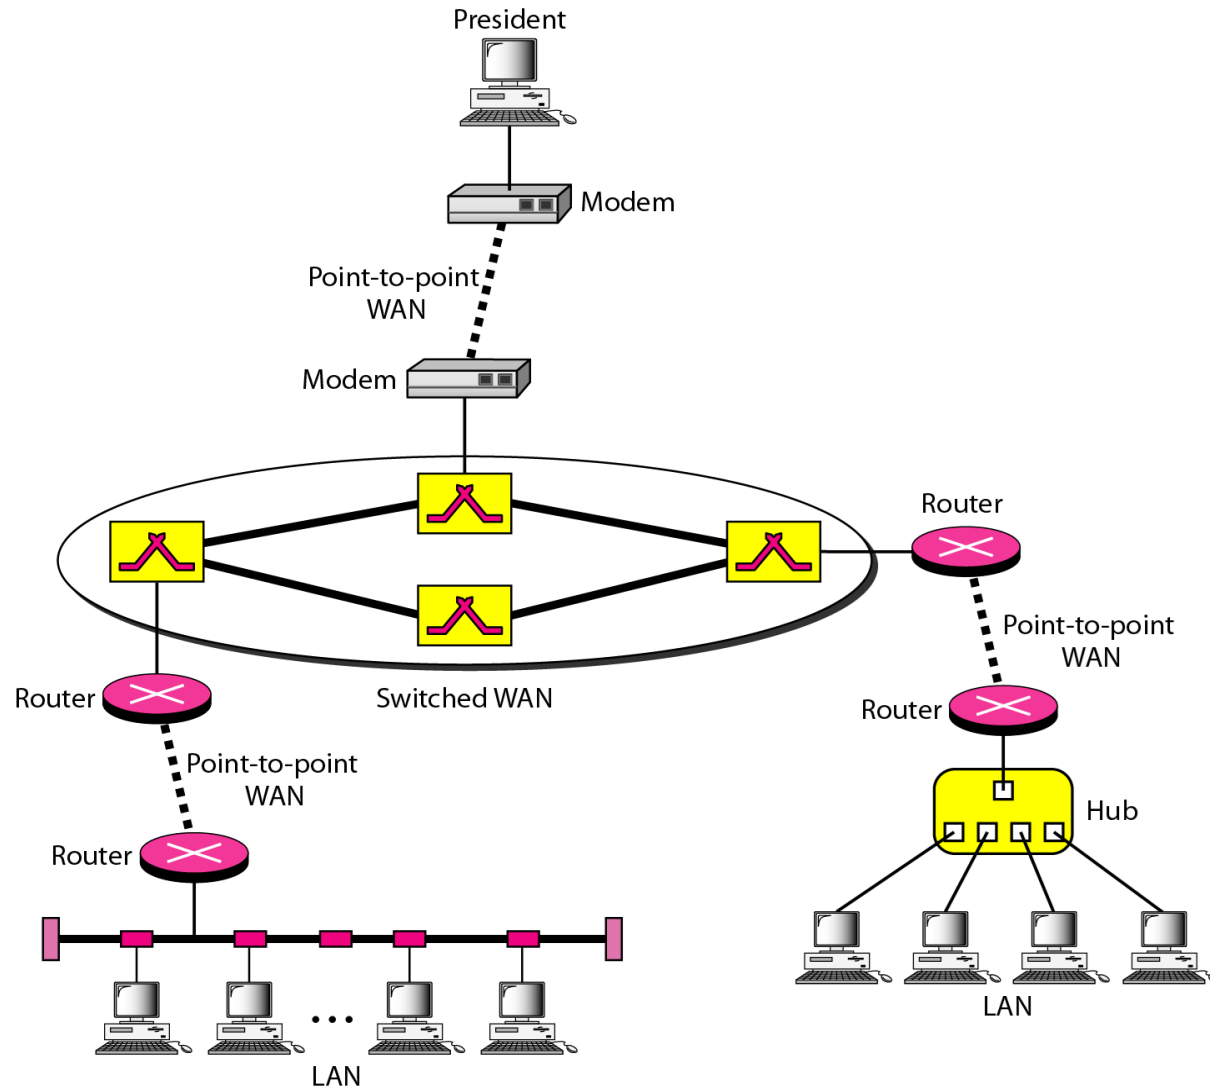 President
Modem
Point-to-point
WAN
Modem
Router
Point-to-point
WAN
Router
Switched WAN
Router
Point-to-point
WAN
Hub
Router
LAN
LAN